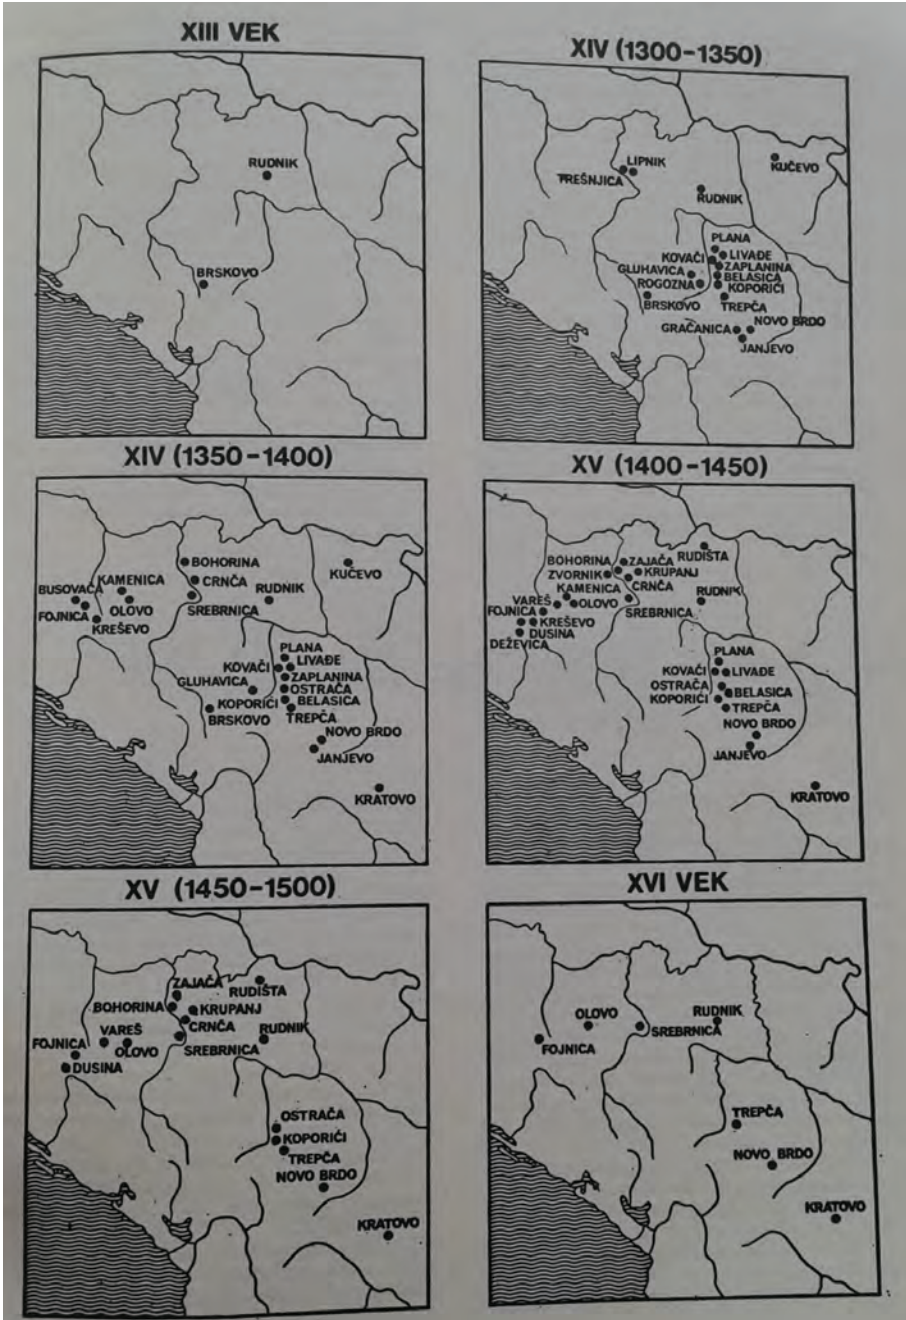 XIII VEK
RUDNIK
BRSKOVO
XIV (1300-1350)
LIPNIK
TREŠNJICA
KUČEVO
RUDNIK
PLANA
KOVAČI
LIVAĐE
GLUHAVICA
ZAPLANINA
BELASICA
ROGOZNA
KOPORIĆI
BRSKOVO
TREPČA
GRAČANICA
NOVO BRDO
JANJEVO
XIV (1350-1400)
BOHORINA
KUČEVO
BUSOVAČA
KAMENICA
CRNČA
RUDNIK
FOJNICA
OLOVO
SREBRNICA
KREŠEVO
PLANA
KOVAČI
LIVAĐE
GLUHAVICA
ZAPLANINA
OSTRAČA
KOPORIĆI
BELASICA
BRSKOVO
TREPČA
NOVO BRDO
JANJEVO
KRATOVO
XV (1400-1450)
BOHORINA
ZAJAČA
RUDIŠTA
ZVORNIK
KRUPANJ
KAMENICA
CRNČA
VAREŠ
OLOVO
SREBRNICA
RUDNIK
FOJNICA
KREŠEVO
DUSINA
DEŽEVICA
PLANA
KOVAČI
LIVAĐE
OSTRAČA
BELASICA
KOPORIĆI
TREPČA
NOVO BRDO
JANJEVO
KRATOVO
XV (1450-1500)
ZAJAČA
RUDIŠTA
BOHORINA
KRUPANJ
CRNČA
RUDNIK
VAREŠ
FOJNICA
OLOVO
SREBRNICA
DUSINA
OSTRAČA
KOPORIĆI
TREPČA
NOVO BRDO
KRATOVO
XVI VEK
OLOVO
RUDNIK
SREBRNICA
FOJNICA
TREPČA
NOVO BRDO
KRATOVO